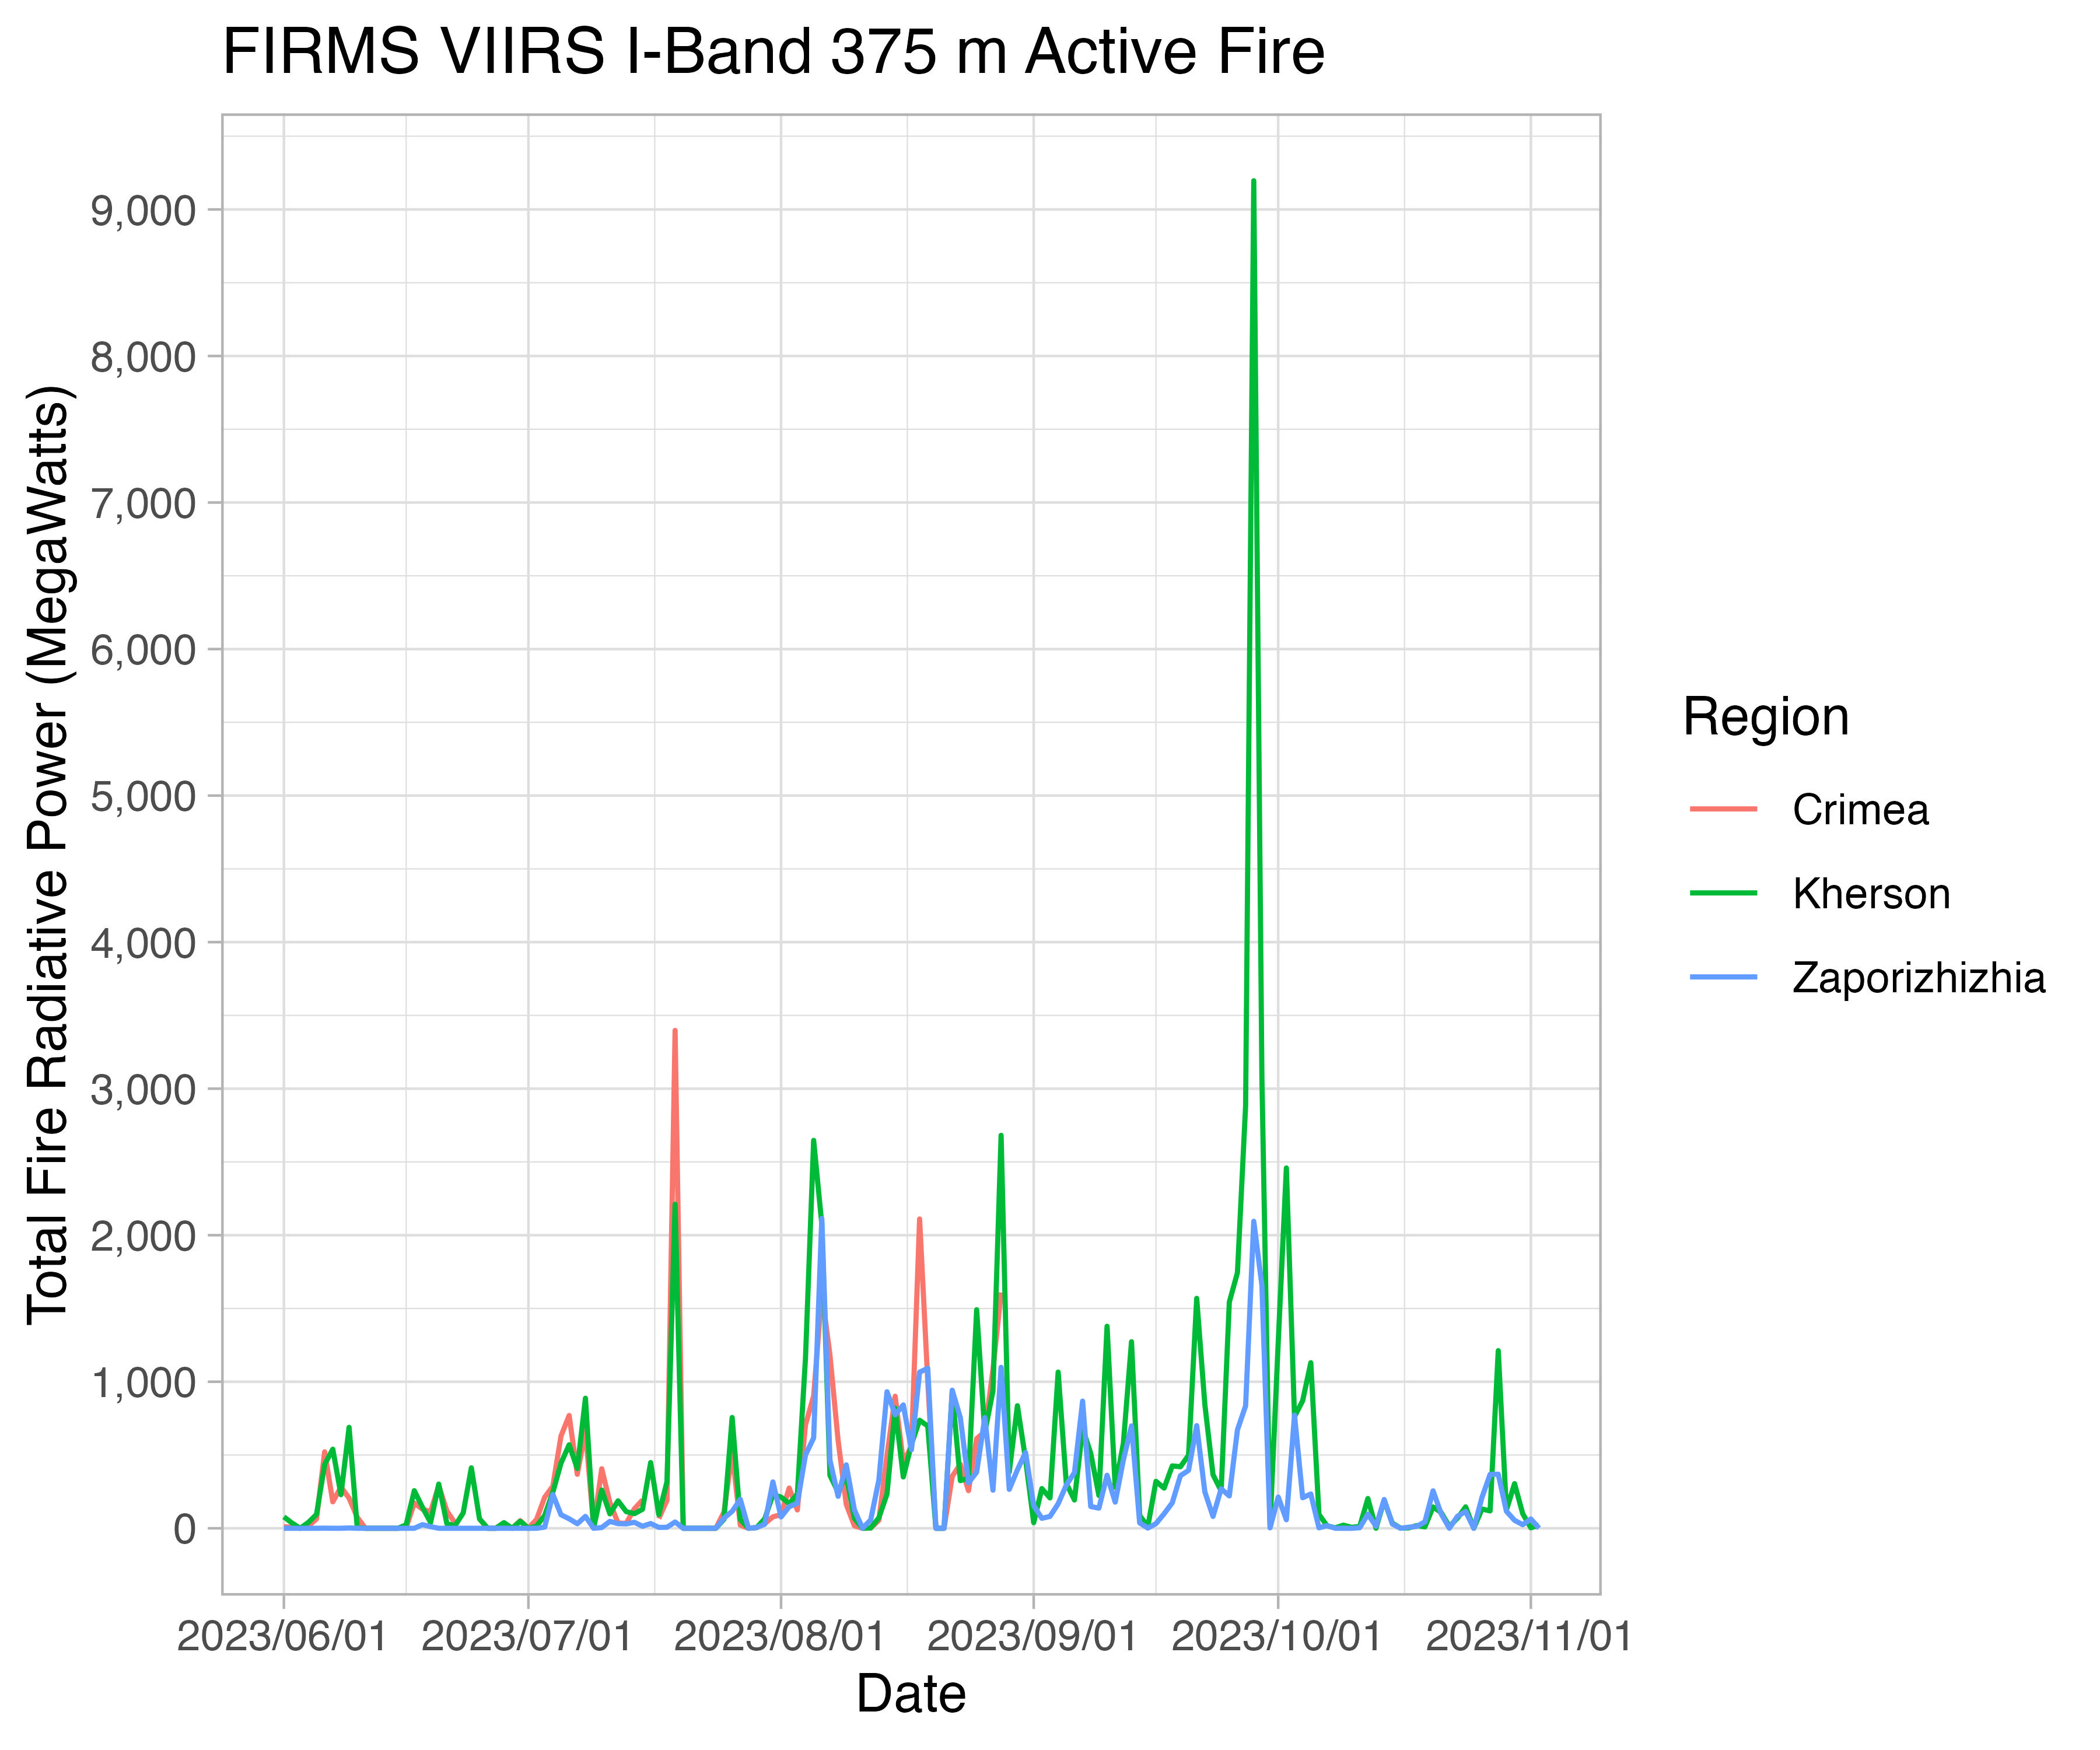 FIRMS VIIRS I-Band 375 m Active Fire
Total Fire Radiative Power (MegaWatts)
9,000
8,000
7,000
6,000
5,000
4,000
3,000
2,000
1,000
0
2023/06/01 2023/07/01 2023/08/01 2023/09/01 2023/10/01 2023/11/01
Date
Region
Crimea
Kherson
Zaporizhizhia